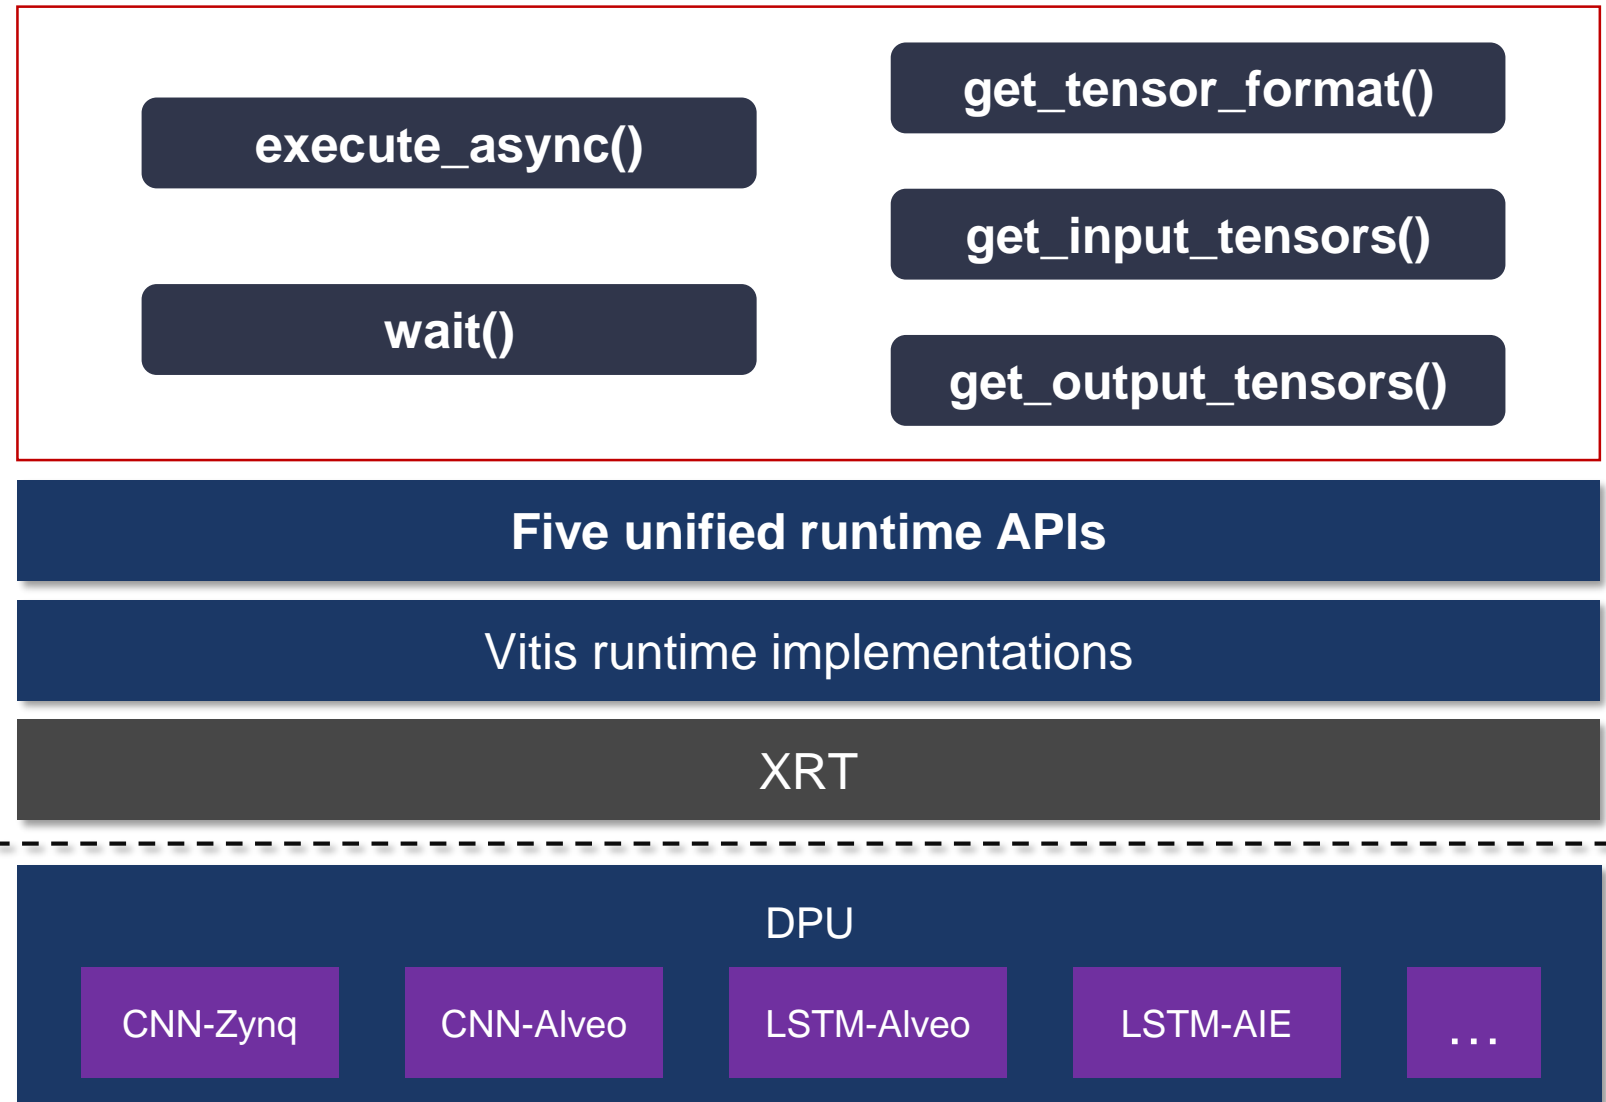 execute_async()
wait()
get_tensor_format()
get_input_tensors()
get_output_tensors()
Five unified runtime APIs
Vitis runtime implementations
XRT
DPU
CNN-Zynq
CNN-Alveo
LSTM-Alveo
LSTM-AIE
...